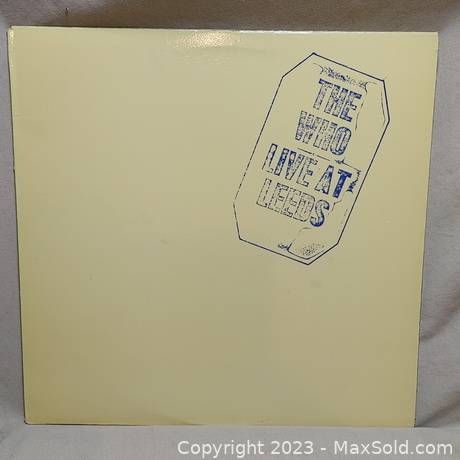 THE
WHO
LIVE AT
LEEDS
Copyright 2023 - MaxSold.com